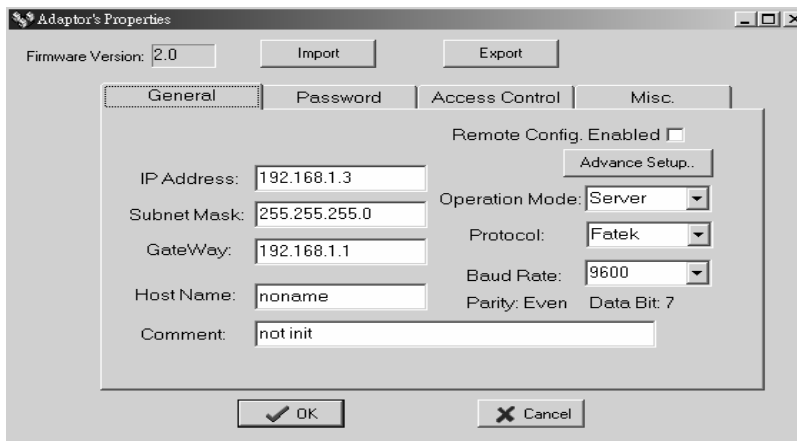 Adaptor's Properties
Firmware Version: 2.0
Import
Export
General
Password
Access Control
Misc.
Remote Config. Enabled
Advance Setup..
IP Address: 192.168.1.3
Operation Mode: Server
Subnet Mask: 255.255.255.0
Protocol: Fatek
GateWay: 192.168.1.1
Baud Rate: 9600
Host Name: noname
Parity: Even Data Bit: 7
Comment: not init
OK
Cancel